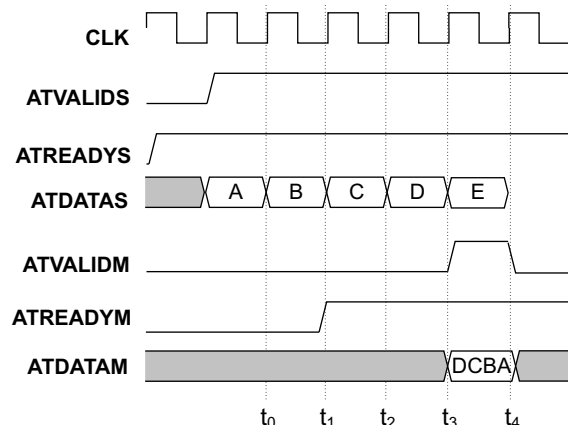 CLK
ATVALIDS
ATREADYS
ATDATAS A B C D E
ATVALIDM
ATREADYM
ATDATAM DCBA
t0 t1 t2 t3 t4